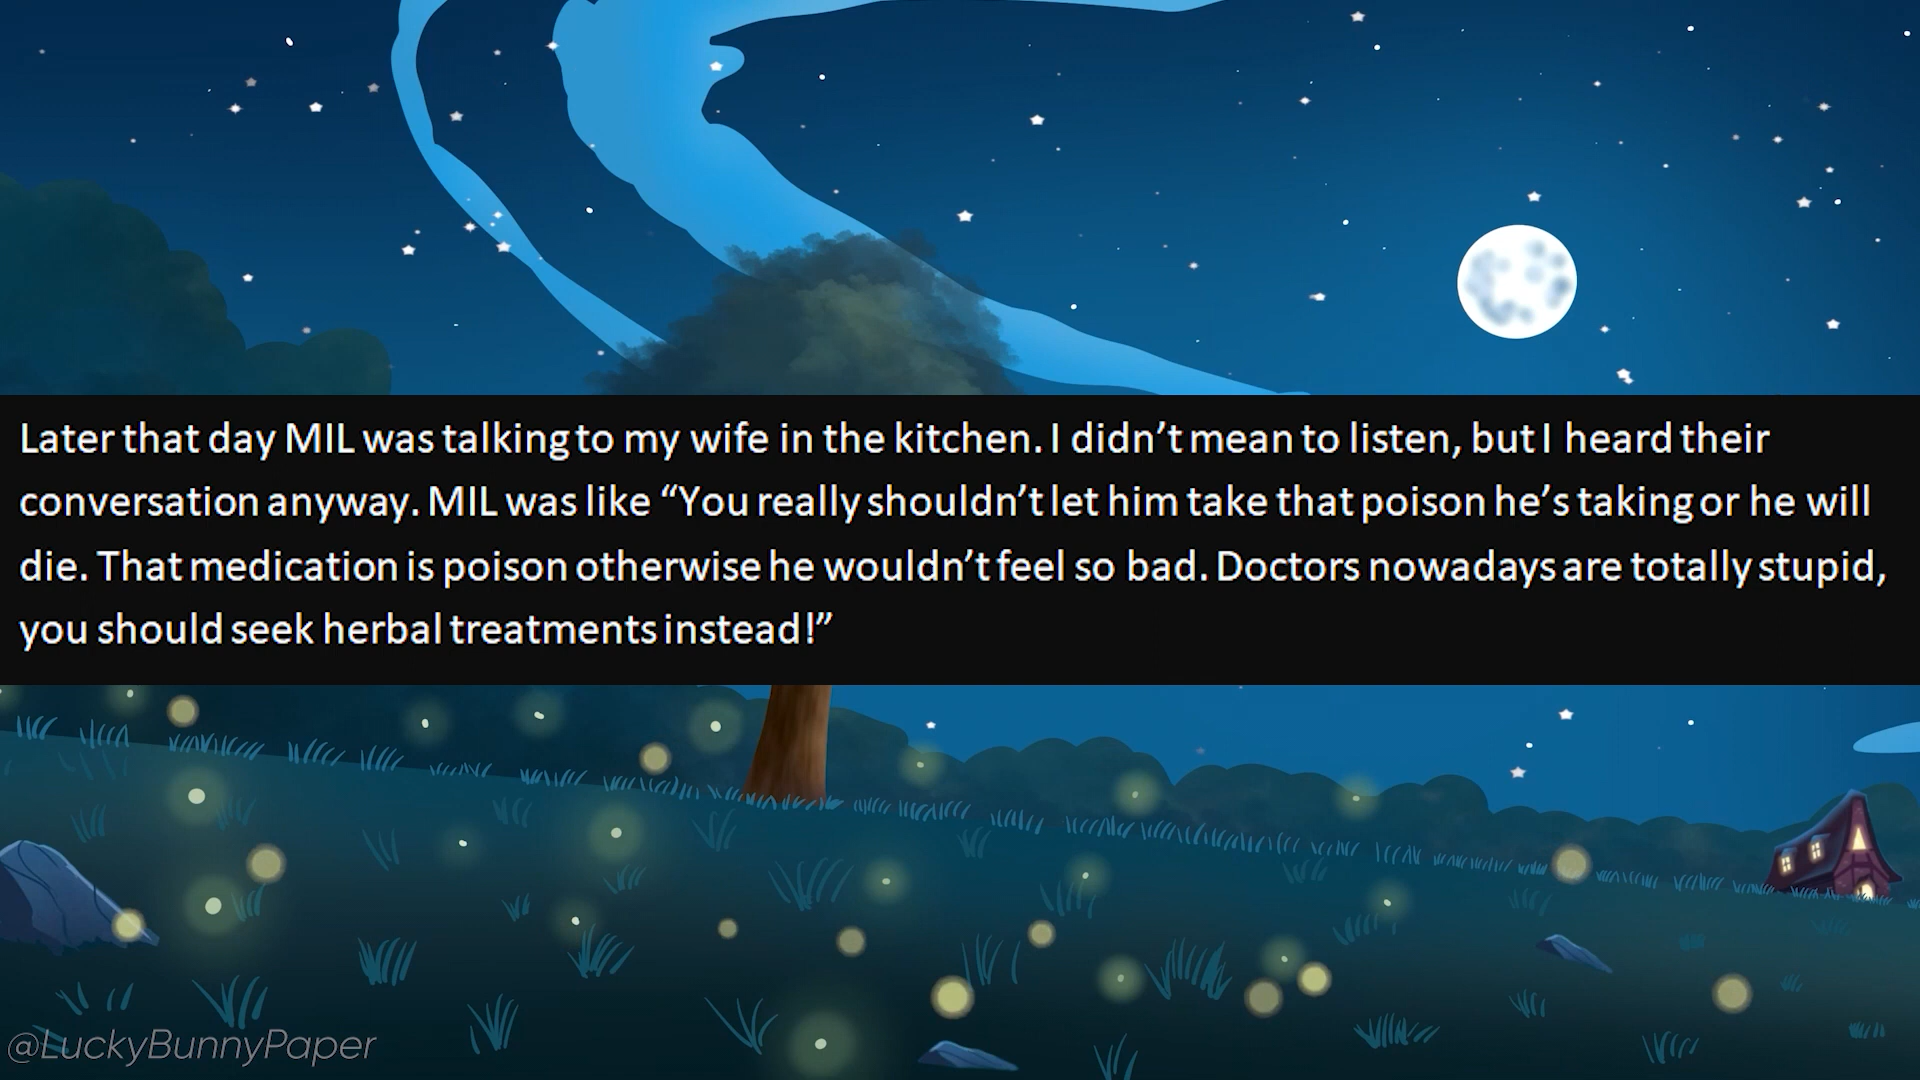 Later that day MIL was talking to my wife in the kitchen. I didn’t mean to listen, but I heard their
conversation anyway. MIL was like “You really shouldn’t let him take that poison he’s taking or he will
die. That medication is poison otherwise he wouldn’t feel so bad. Doctors nowadays are totally stupid,
you should seek herbal treatments instead!”
@LuckyBunnyPaper